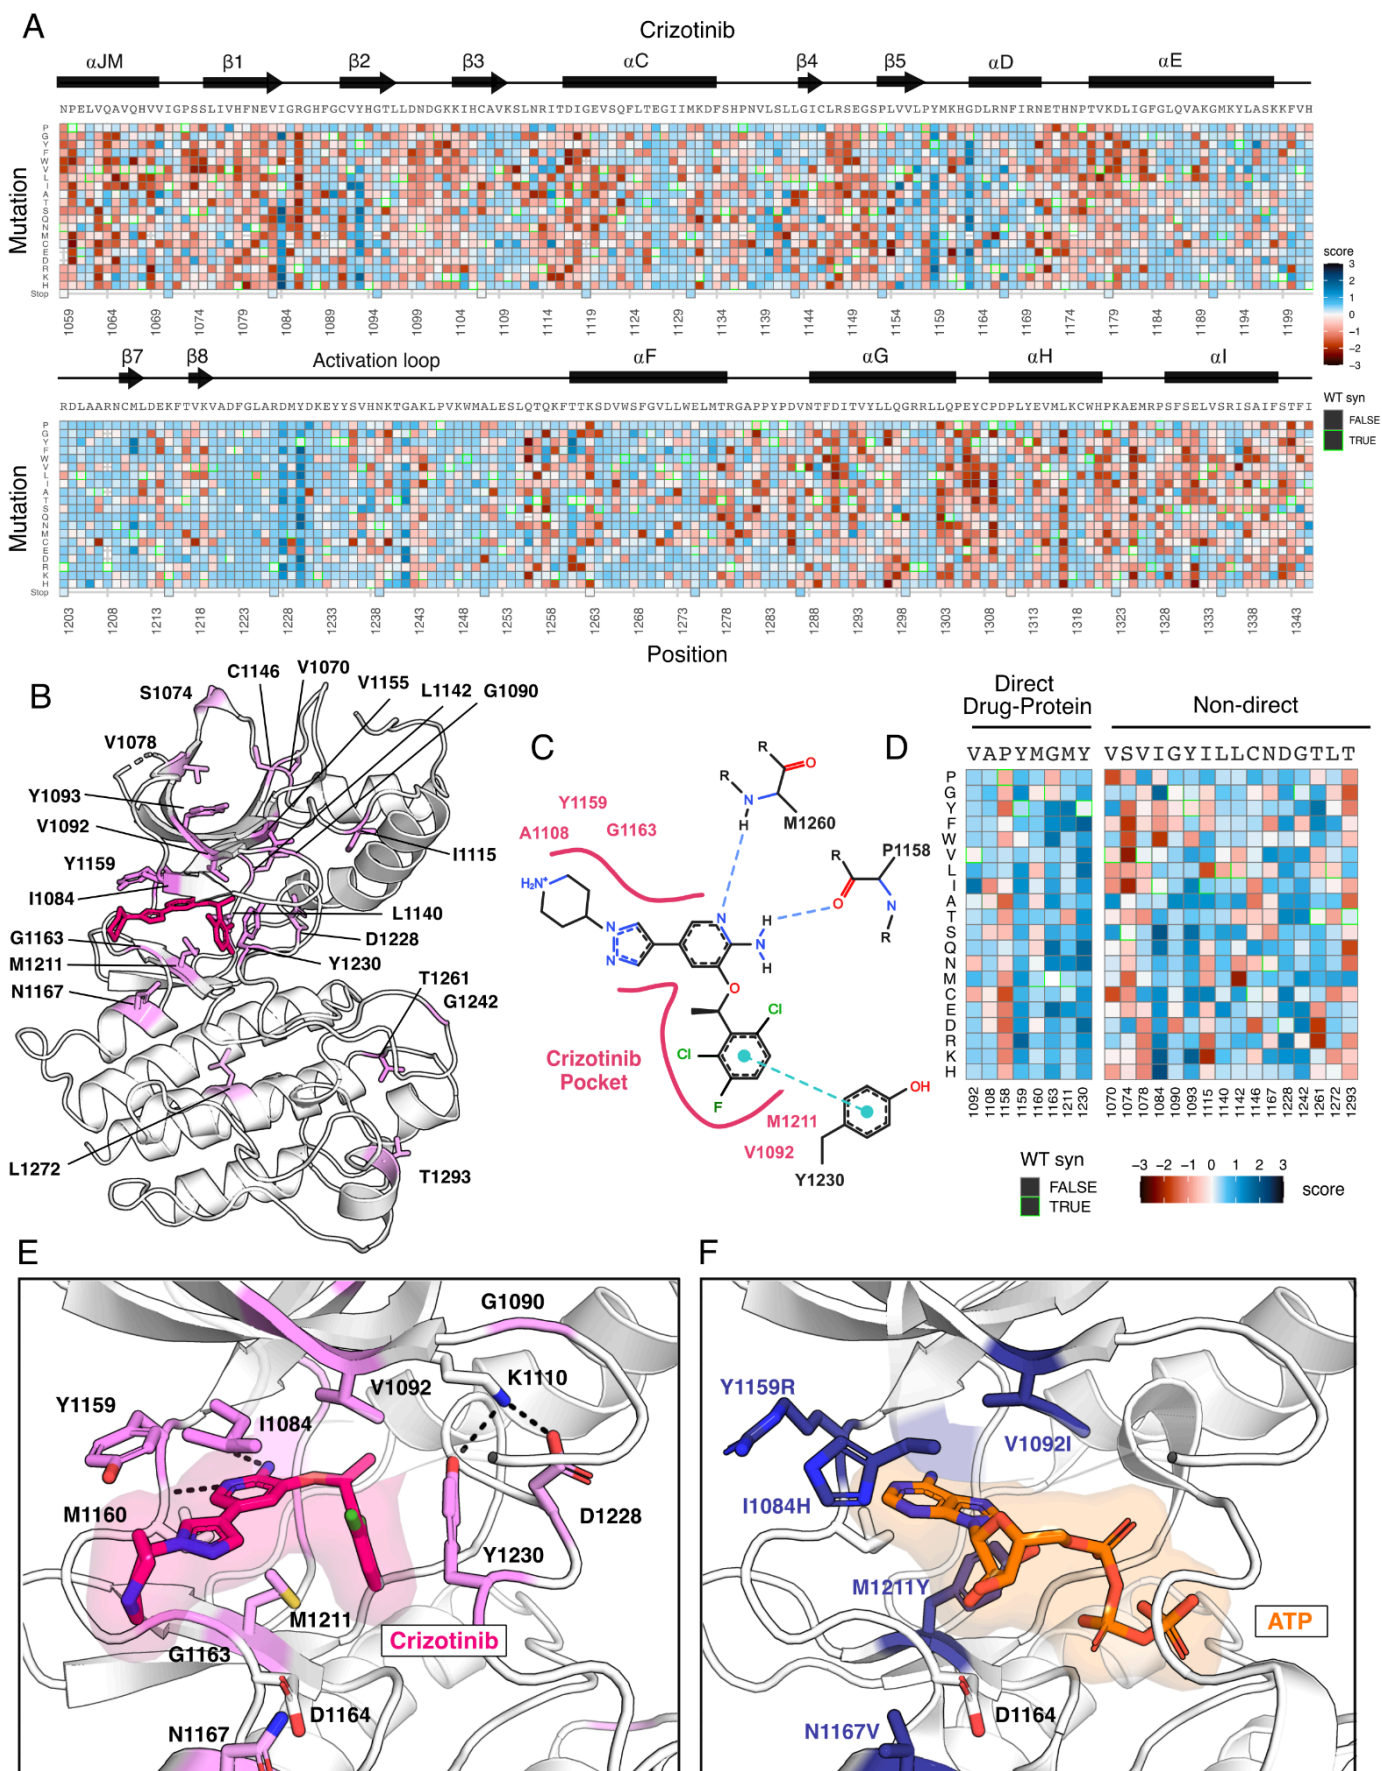 A
Crizotinib
αJM β1 β2 β3 αC β4 β5 αD αE
NPELVQAVQHVVIGPSSLIVHFNEVIGRGHFGCVYHGTLLDNDGKKIHCAVKSLNRITDIGEVSQFLTEGIIMKDFSHPNVLSLLGICLRSEGSPLVVLPYMKHGDLRNFIRNETHNPTVKDLIGFGLQVAKGMKYLASKKFVH
Mutation
P
G
Y
F
W
V
L
I
A
T
S
Q
N
M
C
E
D
R
K
H
Stop
1059 1064 1069 1074 1079 1084 1089 1094 1099 1104 1109 1114 1119 1124 1129 1134 1139 1144 1149 1154 1159 1164 1169 1174 1179 1184 1189 1194 1199
score
3
2
1
0
−1
−2
−3
WT syn
FALSE
TRUE
β7 β8 Activation loop αF αG αH αI
RDLAARNCMLDEKFTVKVADFGLARDMYDKEYYSVHNKTGAKLPVKWMALESLQTQKFTTKSDVWSFGVLLWELMTRGAPPYPDVNTFDITVYLLQGRRLLQPEYCPDPLYEVMLKCWHPKAEMRPSFSELVSRISAIFSTFI
Mutation
P
G
Y
F
W
V
L
I
A
T
S
Q
N
M
C
E
D
R
K
H
Stop
1203 1208 1213 1218 1223 1228 1233 1238 1243 1248 1253 1258 1263 1268 1273 1278 1283 1288 1293 1298 1303 1308 1313 1318 1323 1328 1333 1338 1343
Position
B
C1146
V1070
V1155
L1142
G1090
S1074
V1078
Y1093
V1092
Y1159
I1084
I1115
L1140
G1163
D1228
M1211
Y1230
N1167
T1261
G1242
L1272
T1293
C
R
O
R
N
H
M1260
Y1159
A1108
G1163
R
P1158
O
N
R
H₂N⁺
N
N
N
H
N
H
O
Cl
Cl
F
Crizotinib
Pocket
OH
M1211
V1092
Y1230
D
Direct
Drug-Protein
Non-direct
VAPYMGMY VSVIGYILLCNDGTLT
P
G
Y
F
W
V
L
I
A
T
S
Q
N
M
C
E
D
R
K
H
1092 1108 1158 1159 1160 1163 1211 1230 1070 1074 1078 1084 1090 1093 1115 1140 1142 1146 1167 1228 1242 1261 1272 1293
WT syn
FALSE
TRUE
−3 −2 −1 0 1 2 3
score
E
G1090
K1110
V1092
Y1159
I1084
M1160
D1228
Y1230
M1211
Crizotinib
G1163
D1164
N1167
F
Y1159R
V1092I
I1084H
M1211Y
ATP
D1164
N1167V